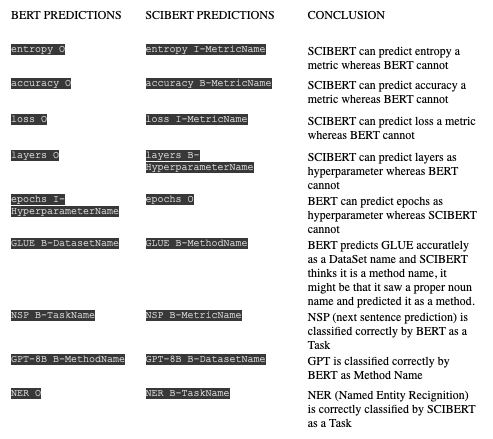 BERT PREDICTIONS SCIBERT PREDICTIONS CONCLUSION
entropy O entropy I-MetricName SCIBERT can predict entropy a
metric whereas BERT cannot
accuracy O accuracy B-MetricName SCIBERT can predict accuracy a
metric whereas BERT cannot
loss O loss I-MetricName SCIBERT can predict loss a metric
whereas BERT cannot
layers O layers B- SCIBERT can predict layers as
HyperparameterName hyperparameter whereas BERT
cannot
epochs I- epochs O BERT can predict epochs as
HyperparameterName hyperparameter whereas SCIBERT
cannot
GLUE B-DatasetName GLUE B-MethodName BERT predicts GLUE accuratlely
as a DataSet name and SCIBERT
thinks it is a method name, it
might be that it saw a proper noun
name and predicted it as a method.
NSP B-TaskName NSP B-MetricName NSP (next sentence prediction) is
classified correctly by BERT as a
Task
GPT-8B B-MethodName GPT-8B B-DatasetName GPT is classified correctly by
BERT as Method Name
NER O NER B-TaskName NER (Named Entity Recignition)
is correctly classified by SCIBERT
as a Task